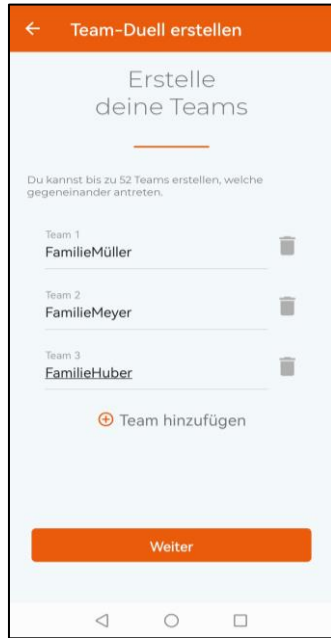 Team-Duell erstellen
Erstelle
deine Teams
Du kannst bis zu 52 Teams erstellen, welche
gegeneinander antreten.
Team 1
FamilieMüller
Team 2
FamilieMeyer
Team 3
FamilieHuber
Team hinzufügen
Weiter